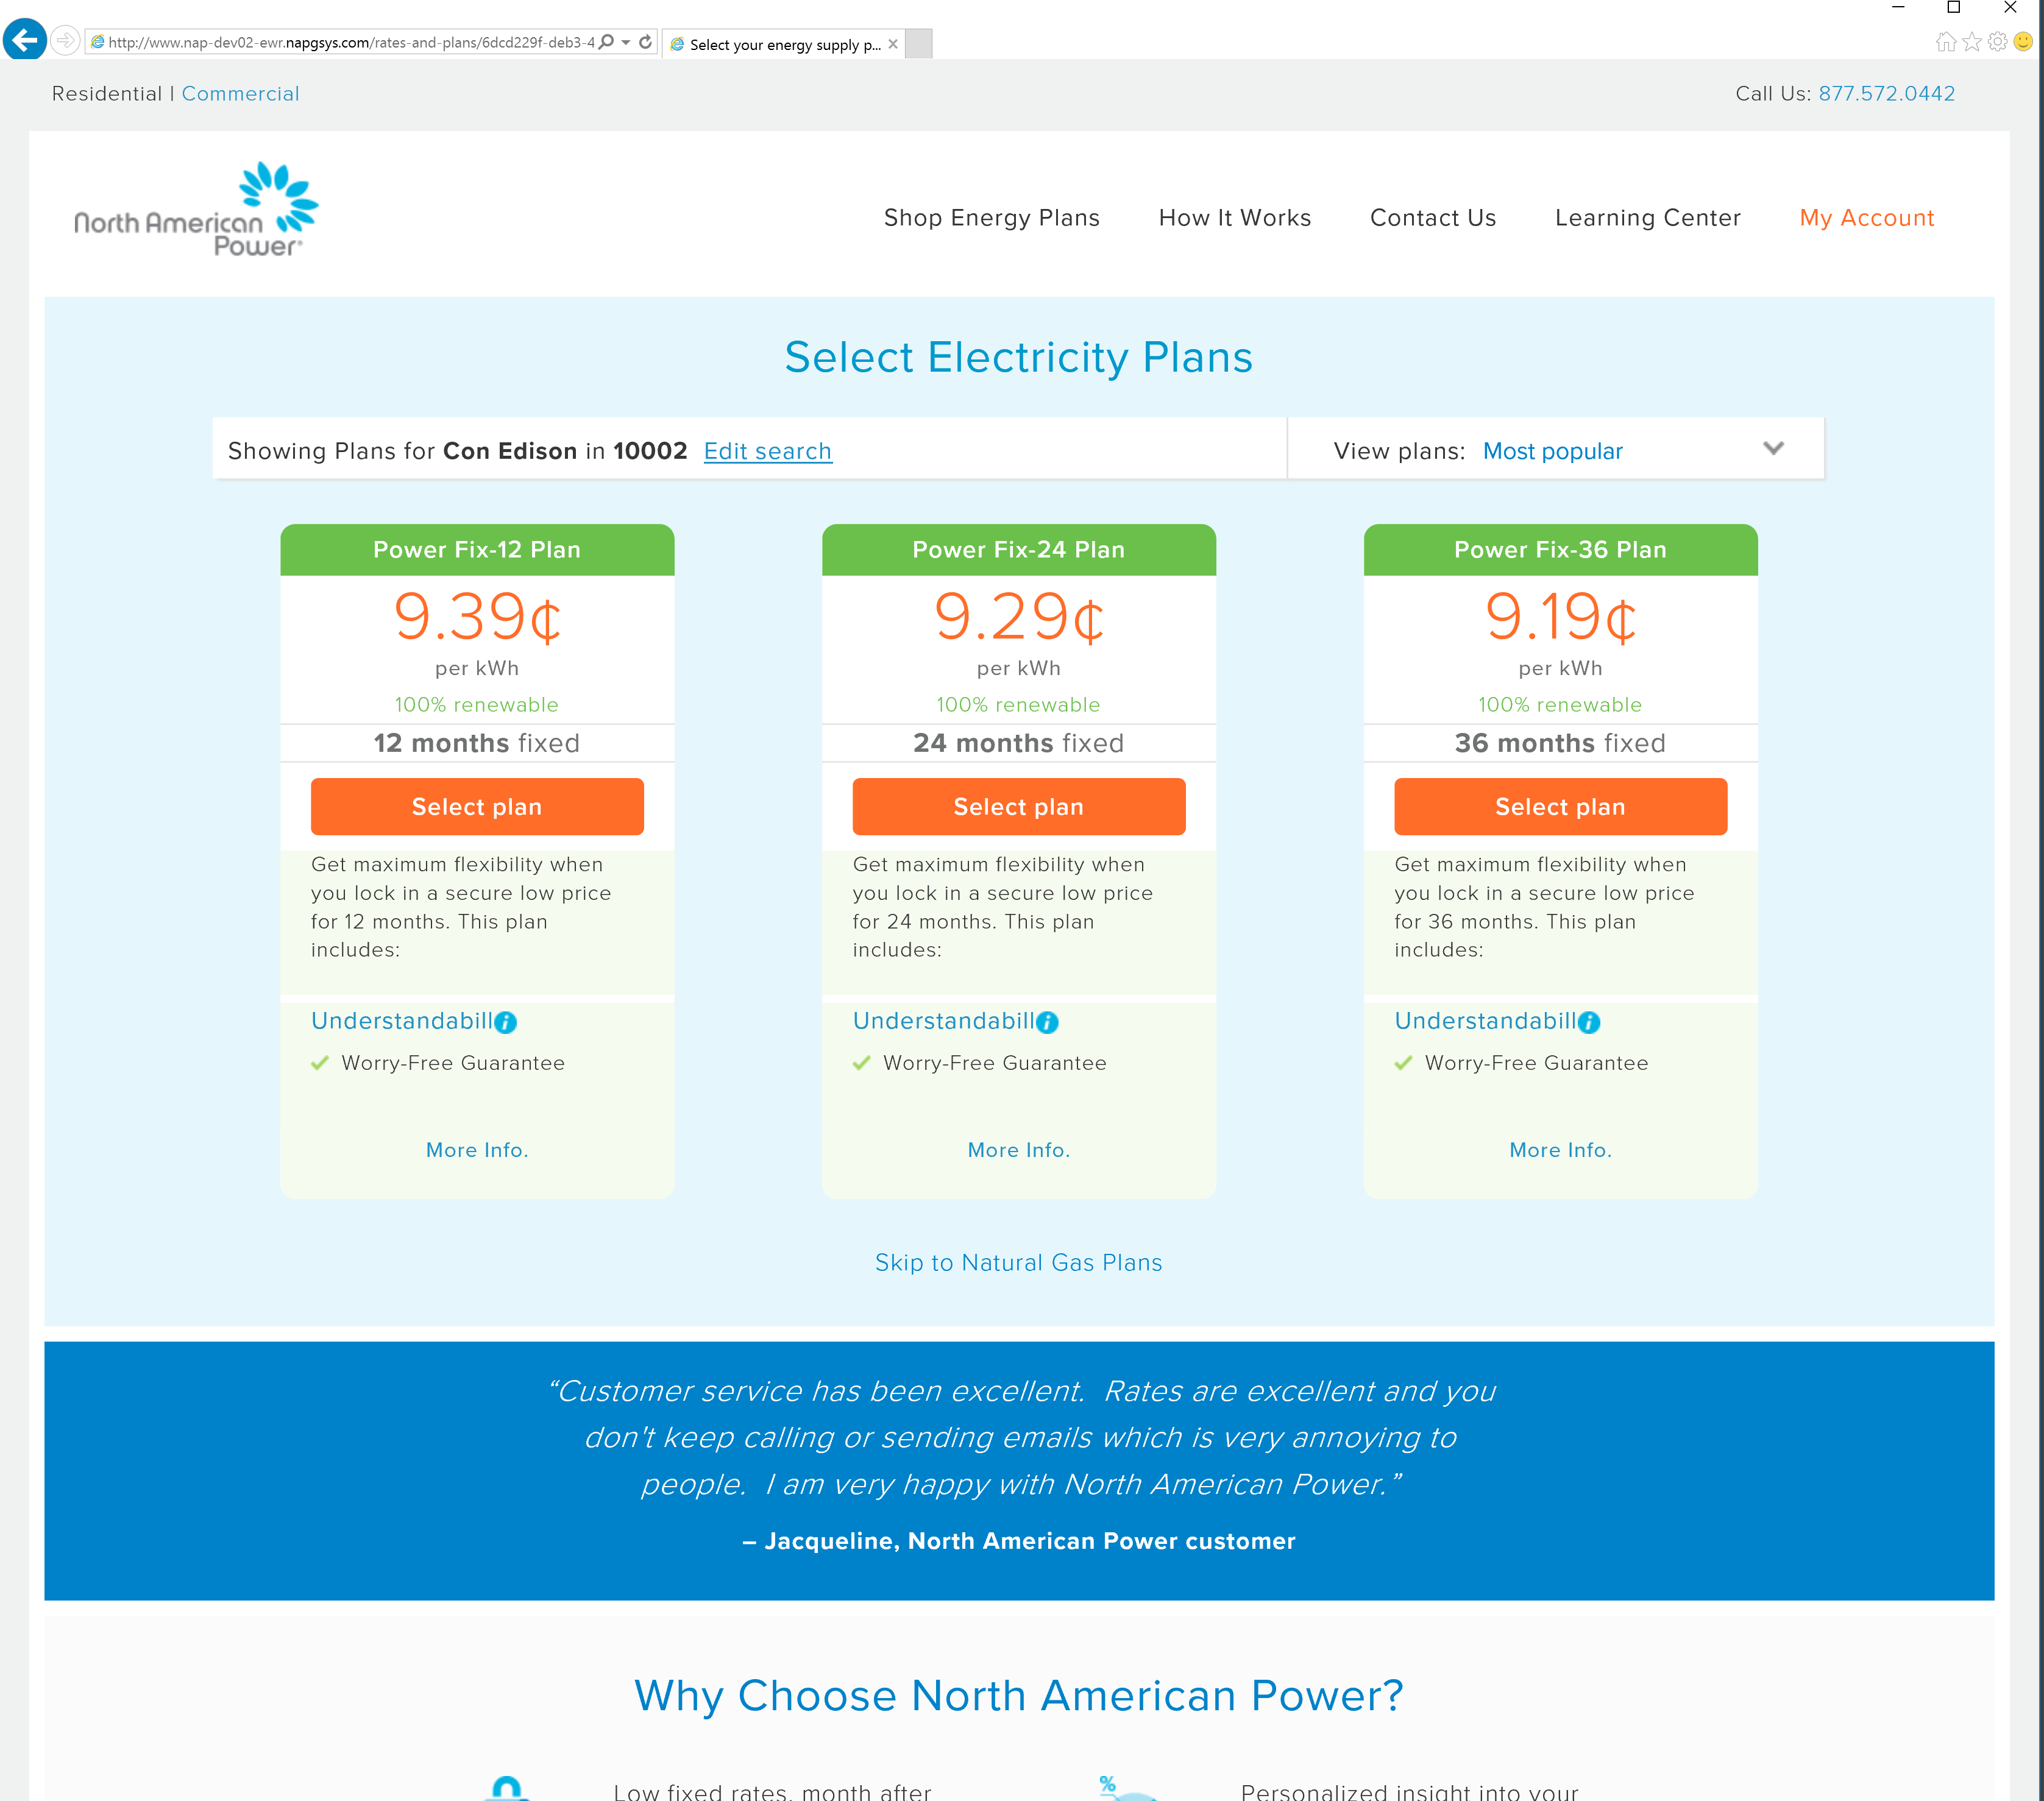 http://www.nap-dev02-ewr.napgsys.com/rates-and-plans/6dcd229f-deb3-4
Select your energy supply p...
Residential | Commercial
Call Us: 877.572.0442
North American
Power
Shop Energy Plans
How It Works
Contact Us
Learning Center
My Account
Select Electricity Plans
Showing Plans for Con Edison in 10002 Edit search
View plans: Most popular
Power Fix-12 Plan
9.39¢
per kWh
100% renewable
12 months fixed
Select plan
Get maximum flexibility when
you lock in a secure low price
for 12 months. This plan
includes:
Understandabill
Worry-Free Guarantee
More Info.
Power Fix-24 Plan
9.29¢
per kWh
100% renewable
24 months fixed
Select plan
Get maximum flexibility when
you lock in a secure low price
for 24 months. This plan
includes:
Understandabill
Worry-Free Guarantee
More Info.
Power Fix-36 Plan
9.19¢
per kWh
100% renewable
36 months fixed
Select plan
Get maximum flexibility when
you lock in a secure low price
for 36 months. This plan
includes:
Understandabill
Worry-Free Guarantee
More Info.
Skip to Natural Gas Plans
“Customer service has been excellent.  Rates are excellent and you
don't keep calling or sending emails which is very annoying to
people.  I am very happy with North American Power.”
– Jacqueline, North American Power customer
Why Choose North American Power?
Low fixed rates, month after
%
Personalized insight into your